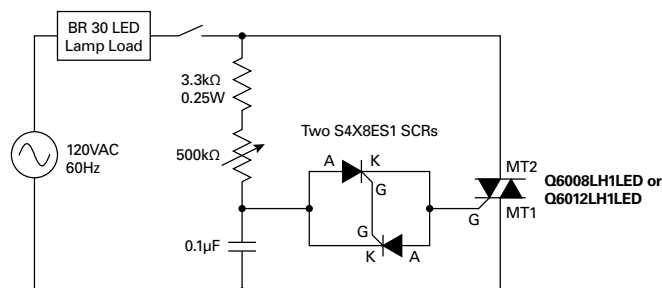 BR 30 LED
Lamp Load
3.3kΩ
0.25W
Two S4X8ES1 SCRs
120VAC
60Hz
500kΩ
A
K
G
MT2
Q6008LH1LED or
Q6012LH1LED
G
MT1
G
K
A
0.1μF